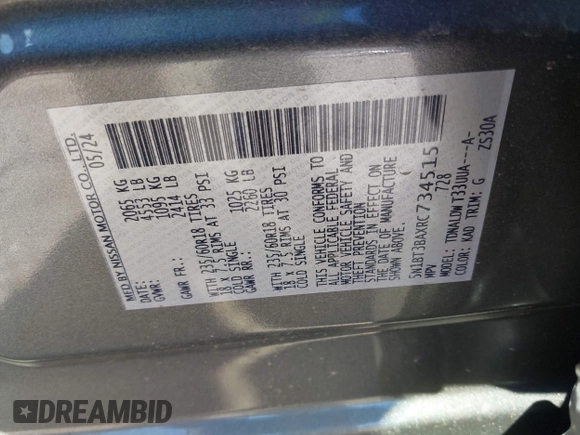 MFD BY NISSAN MOTOR CO., LTD.
05/24
GVWR: 2065 KG
4553 LB
GAWR FR: 1095 KG
2414 LB
WITH 235/60R18 TIRES
18 x 7.5 RIMS AT 33 PSI
COLD SINGLE
GAWR RR: 1025 KG
2260 LB
WITH 235/60R18 TIRES
18 x 7.5 RIMS AT 30 PSI
COLD SINGLE
THIS VEHICLE CONFORMS TO
ALL APPLICABLE FEDERAL
MOTOR VEHICLE SAFETY AND
THEFT PREVENTION
STANDARDS IN EFFECT ON
THE DATE OF MANUFACTURE
SHOWN ABOVE.
5N1BT3BAXRC734515
MPV 728
MODEL: TDNALDW T33UUA---A-
COLOR: KAD TRIM: G ZS30A
DREAMBID